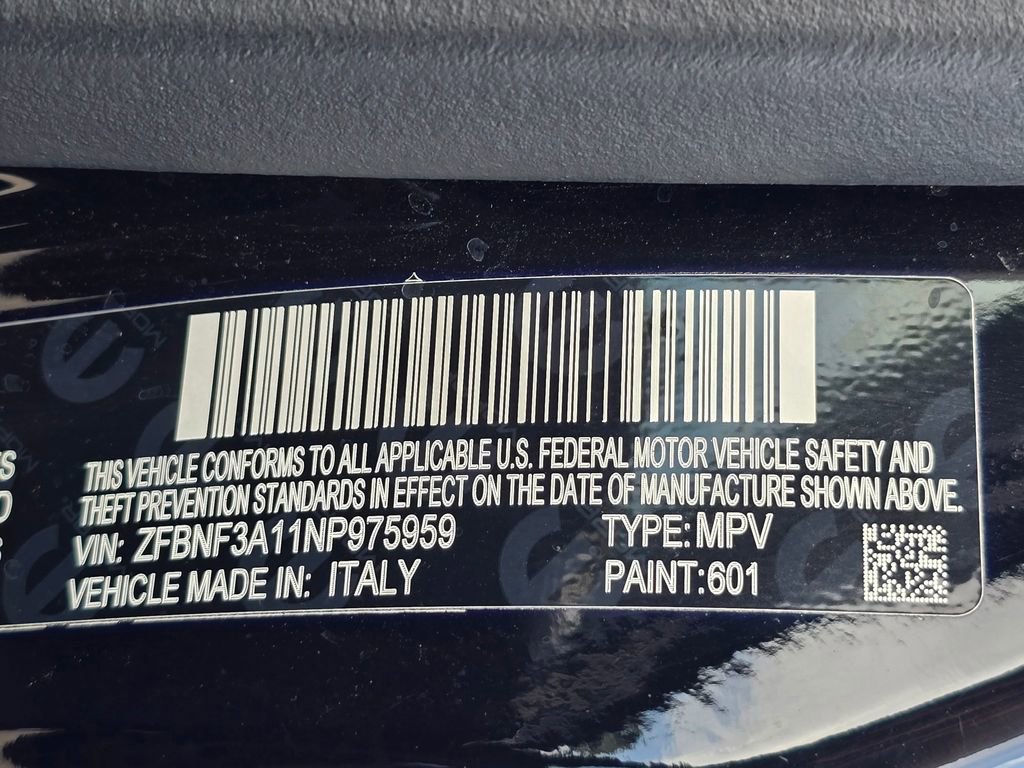 THIS VEHICLE CONFORMS TO ALL APPLICABLE U.S. FEDERAL MOTOR VEHICLE SAFETY AND
THEFT PREVENTION STANDARDS IN EFFECT ON THE DATE OF MANUFACTURE SHOWN ABOVE.
VIN: ZFBNF3A11NP975959 TYPE: MPV
VEHICLE MADE IN: ITALY PAINT:601